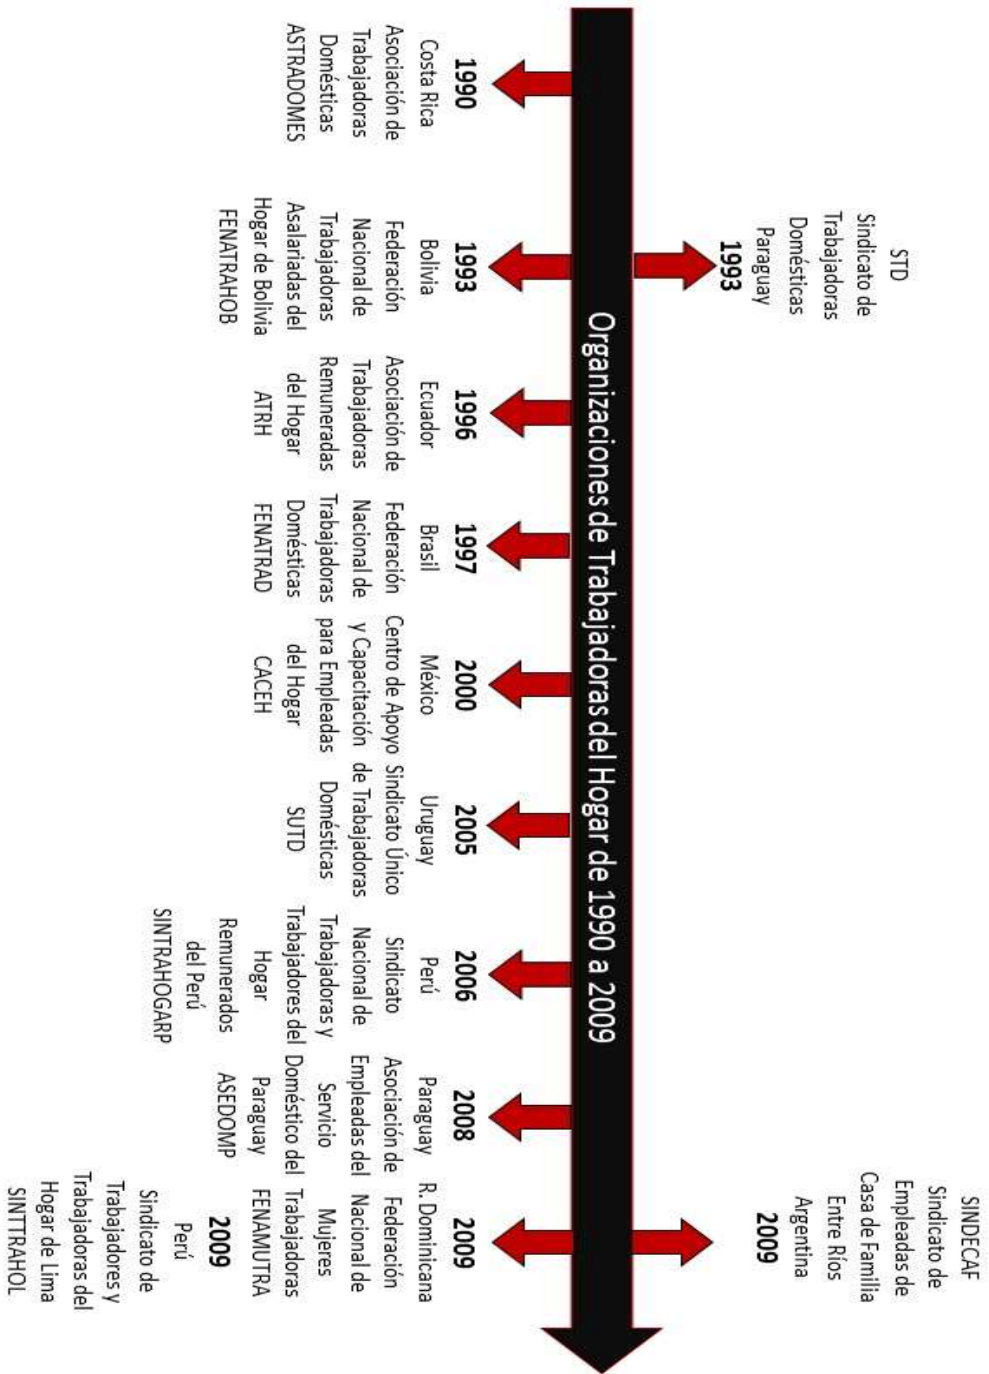 Organizaciones de Trabajadoras del Hogar de 1990 a 2009
STD
Sindicato de
Trabajadoras
Domésticas
Paraguay
1993
SINDECAF
Sindicato de
Empleadas de
Casa de Familia
Entre Ríos
Argentina
2009
1990
Costa Rica
Asociación de
Trabajadoras
Domésticas
ASTRADOMES
1993
Bolivia
Federación
Nacional de
Trabajadoras
Asalariadas del
Hogar de Bolivia
FENATRAHOB
1996
Ecuador
Asociación de
Trabajadoras
Remuneradas
del Hogar
ATRH
1997
Brasil
Federación
Nacional de
Trabajadoras
Domésticas
FENATRAD
2000
México
Centro de Apoyo
y Capacitación
para Empleadas
del Hogar
CACEH
2005
Uruguay
Sindicato Único
de Trabajadoras
Domésticas
SUTD
2006
Perú
Sindicato
Nacional de
Trabajadoras y
Trabajadores del
Hogar
Remunerados
del Perú
SINTRAHOGARP
2008
Paraguay
Asociación de
Empleadas del
Servicio
Doméstico del
Paraguay
ASEDOMP
2009
R. Dominicana
Federación
Nacional de
Mujeres
Trabajadoras
FENAMUTRA
2009
Perú
Sindicato de
Trabajadores y
Trabajadoras del
Hogar de Lima
SINTTRAHOL